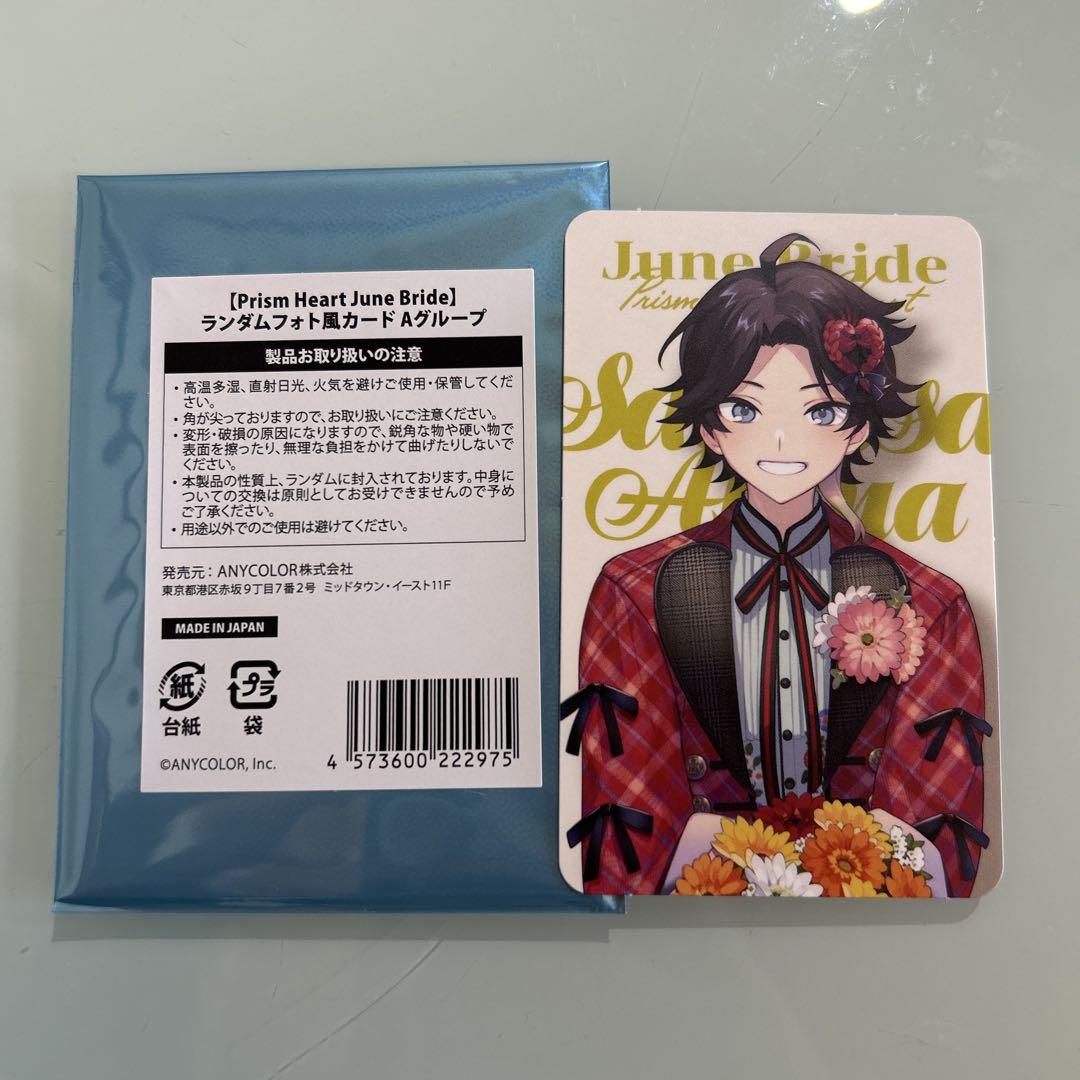 【Prism Heart June Bride】
ランダムフォト風カード Aグループ
製品お取り扱いの注意
・高温多湿、直射日光、火気を避けご使用・保管してくだ
さい。
・角が尖っておりますので、お取り扱いにご注意ください。
・変形・破損の原因になりますので、鋭角な物や硬い物で
表面を擦ったり、無理な負担をかけて曲げたりしないで
ください。
・本製品の性質上、ランダムに封入されております。中身に
ついての交換は原則としてお受けできませんので予め
ご了承ください。
・用途以外でのご使用は避けてください。
発売元：ANYCOLOR株式会社
東京都港区赤坂9丁目7番2号 ミッドタウン・イースト11F
MADE IN JAPAN
紙
プラ
台紙
袋
©ANYCOLOR, Inc.
4 573600 222975
June Bride
Prism